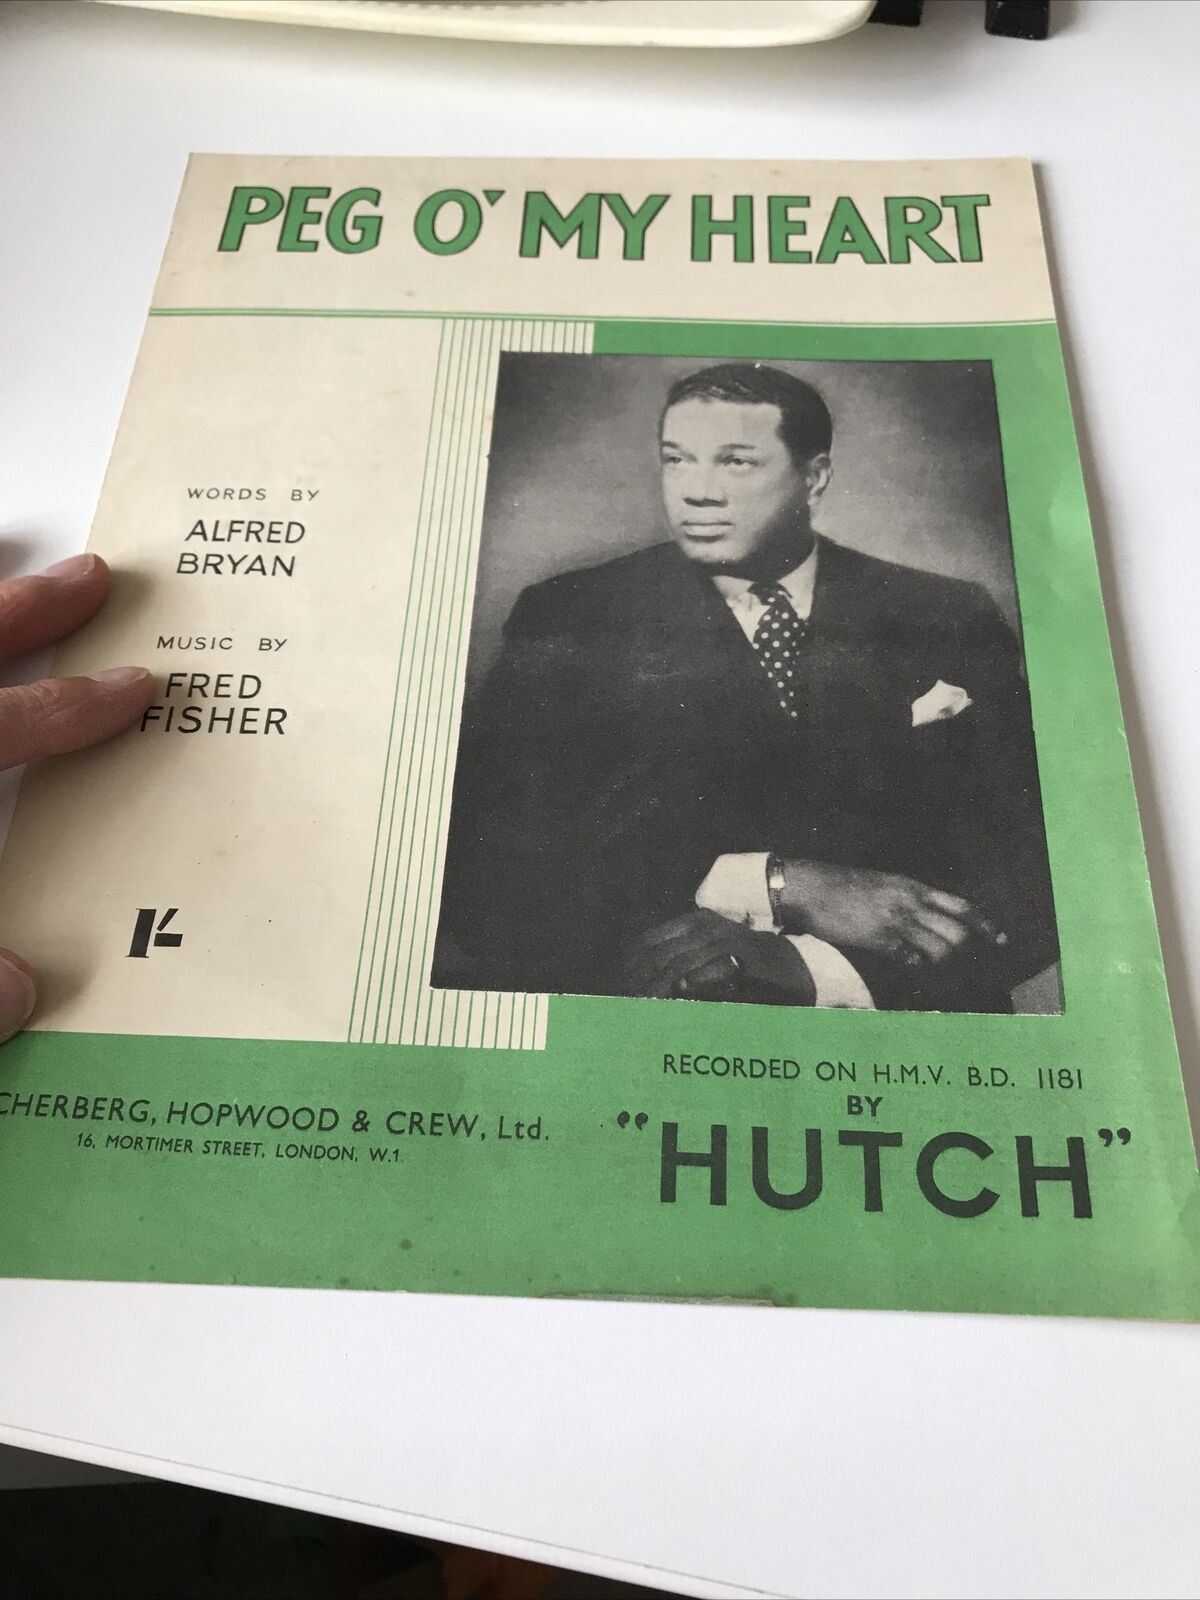 PEG O' MY HEART
WORDS BY
ALFRED
BRYAN
MUSIC BY
FRED
FISHER
1/-
CHERBERG, HOPWOOD & CREW, Ltd.
16, MORTIMER STREET, LONDON, W.1
RECORDED ON H.M.V. B.D. 1181
BY
"HUTCH"